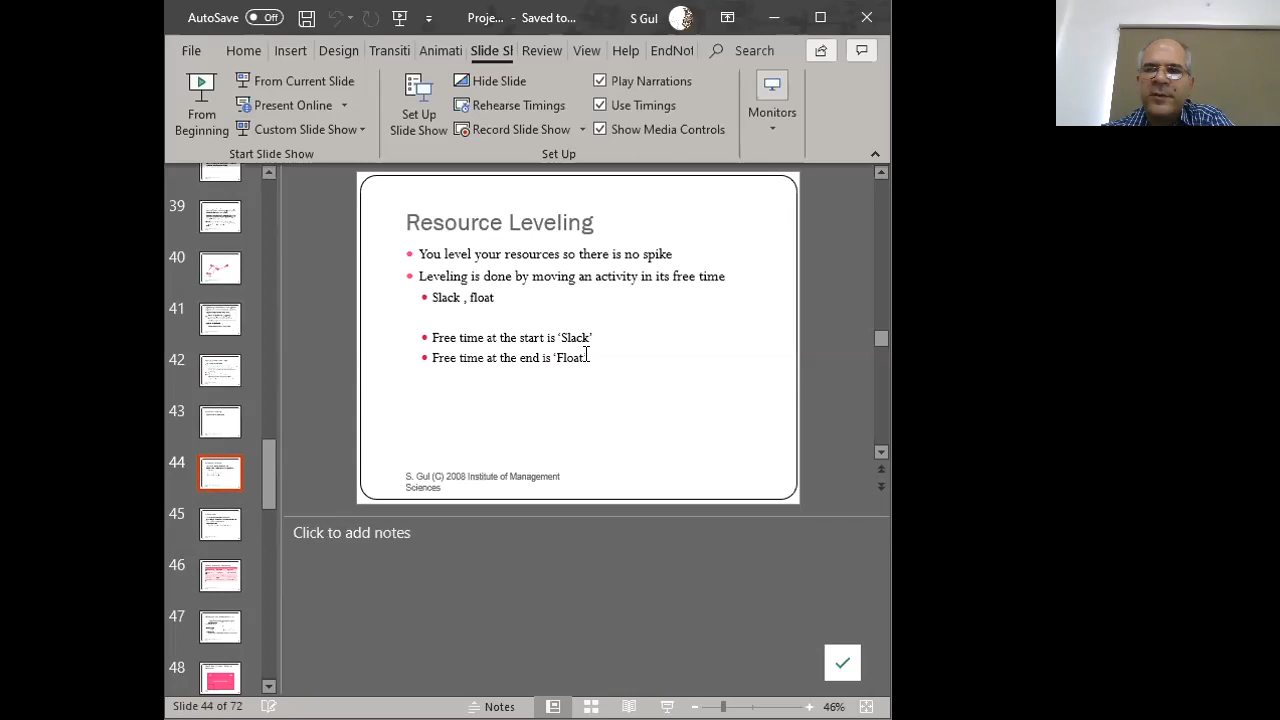 AutoSave Off Proje... - Saved to... S Gul
File Home Insert Design Transiti Animati Slide Sl Review View Help EndNot Search
From Beginning
From Current Slide
Present Online
Custom Slide Show
Start Slide Show
Set Up Slide Show
Hide Slide
Rehearse Timings
Record Slide Show
Play Narrations
Use Timings
Show Media Controls
Set Up
Monitors
39
40
41
42
43
44
45
46
47
48
Resource Leveling
You level your resources so there is no spike
Leveling is done by moving an activity in its free time
Slack , float
Free time at the start is ‘Slack’
Free time at the end is ‘Float’
S. Gul (C) 2008 Institute of Management
Sciences
Click to add notes
Slide 44 of 72 Notes 46%